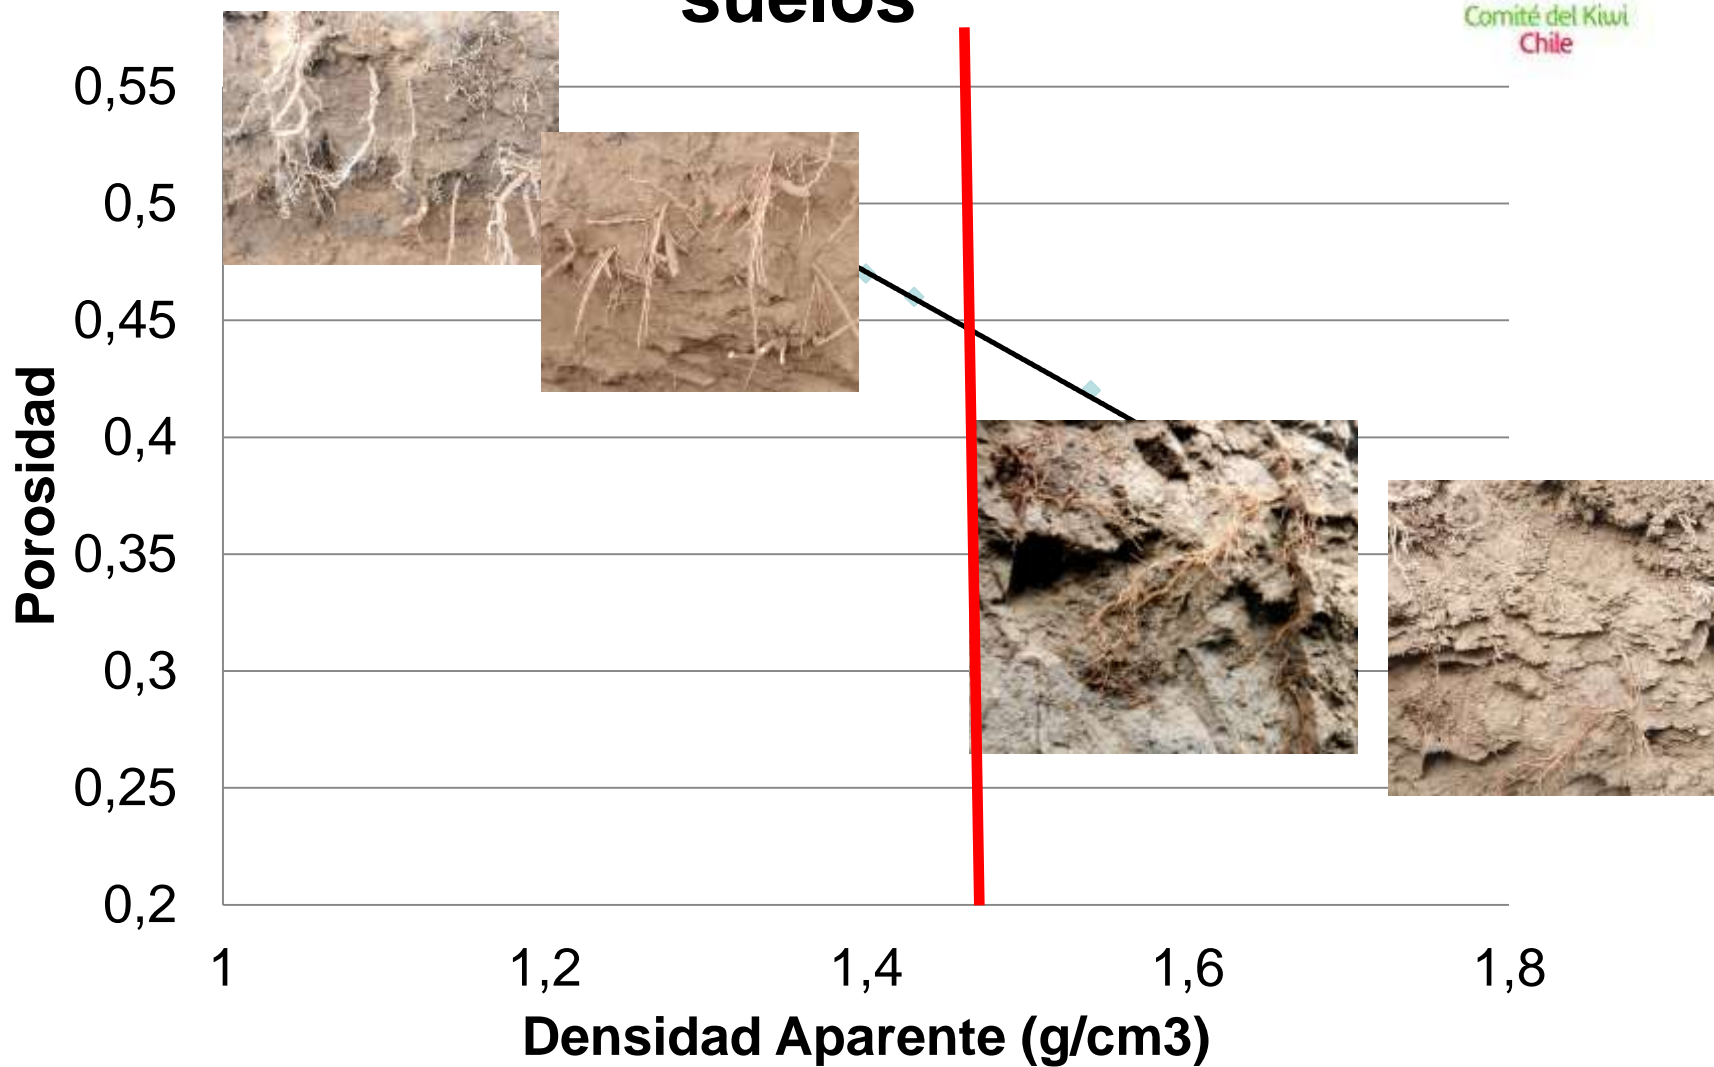 suelos
Comité del Kiwi
Chile
0,55
0,5
0,45
0,4
0,35
0,3
0,25
0,2
Porosidad
1
1,2
1,4
1,6
1,8
Densidad Aparente (g/cm3)